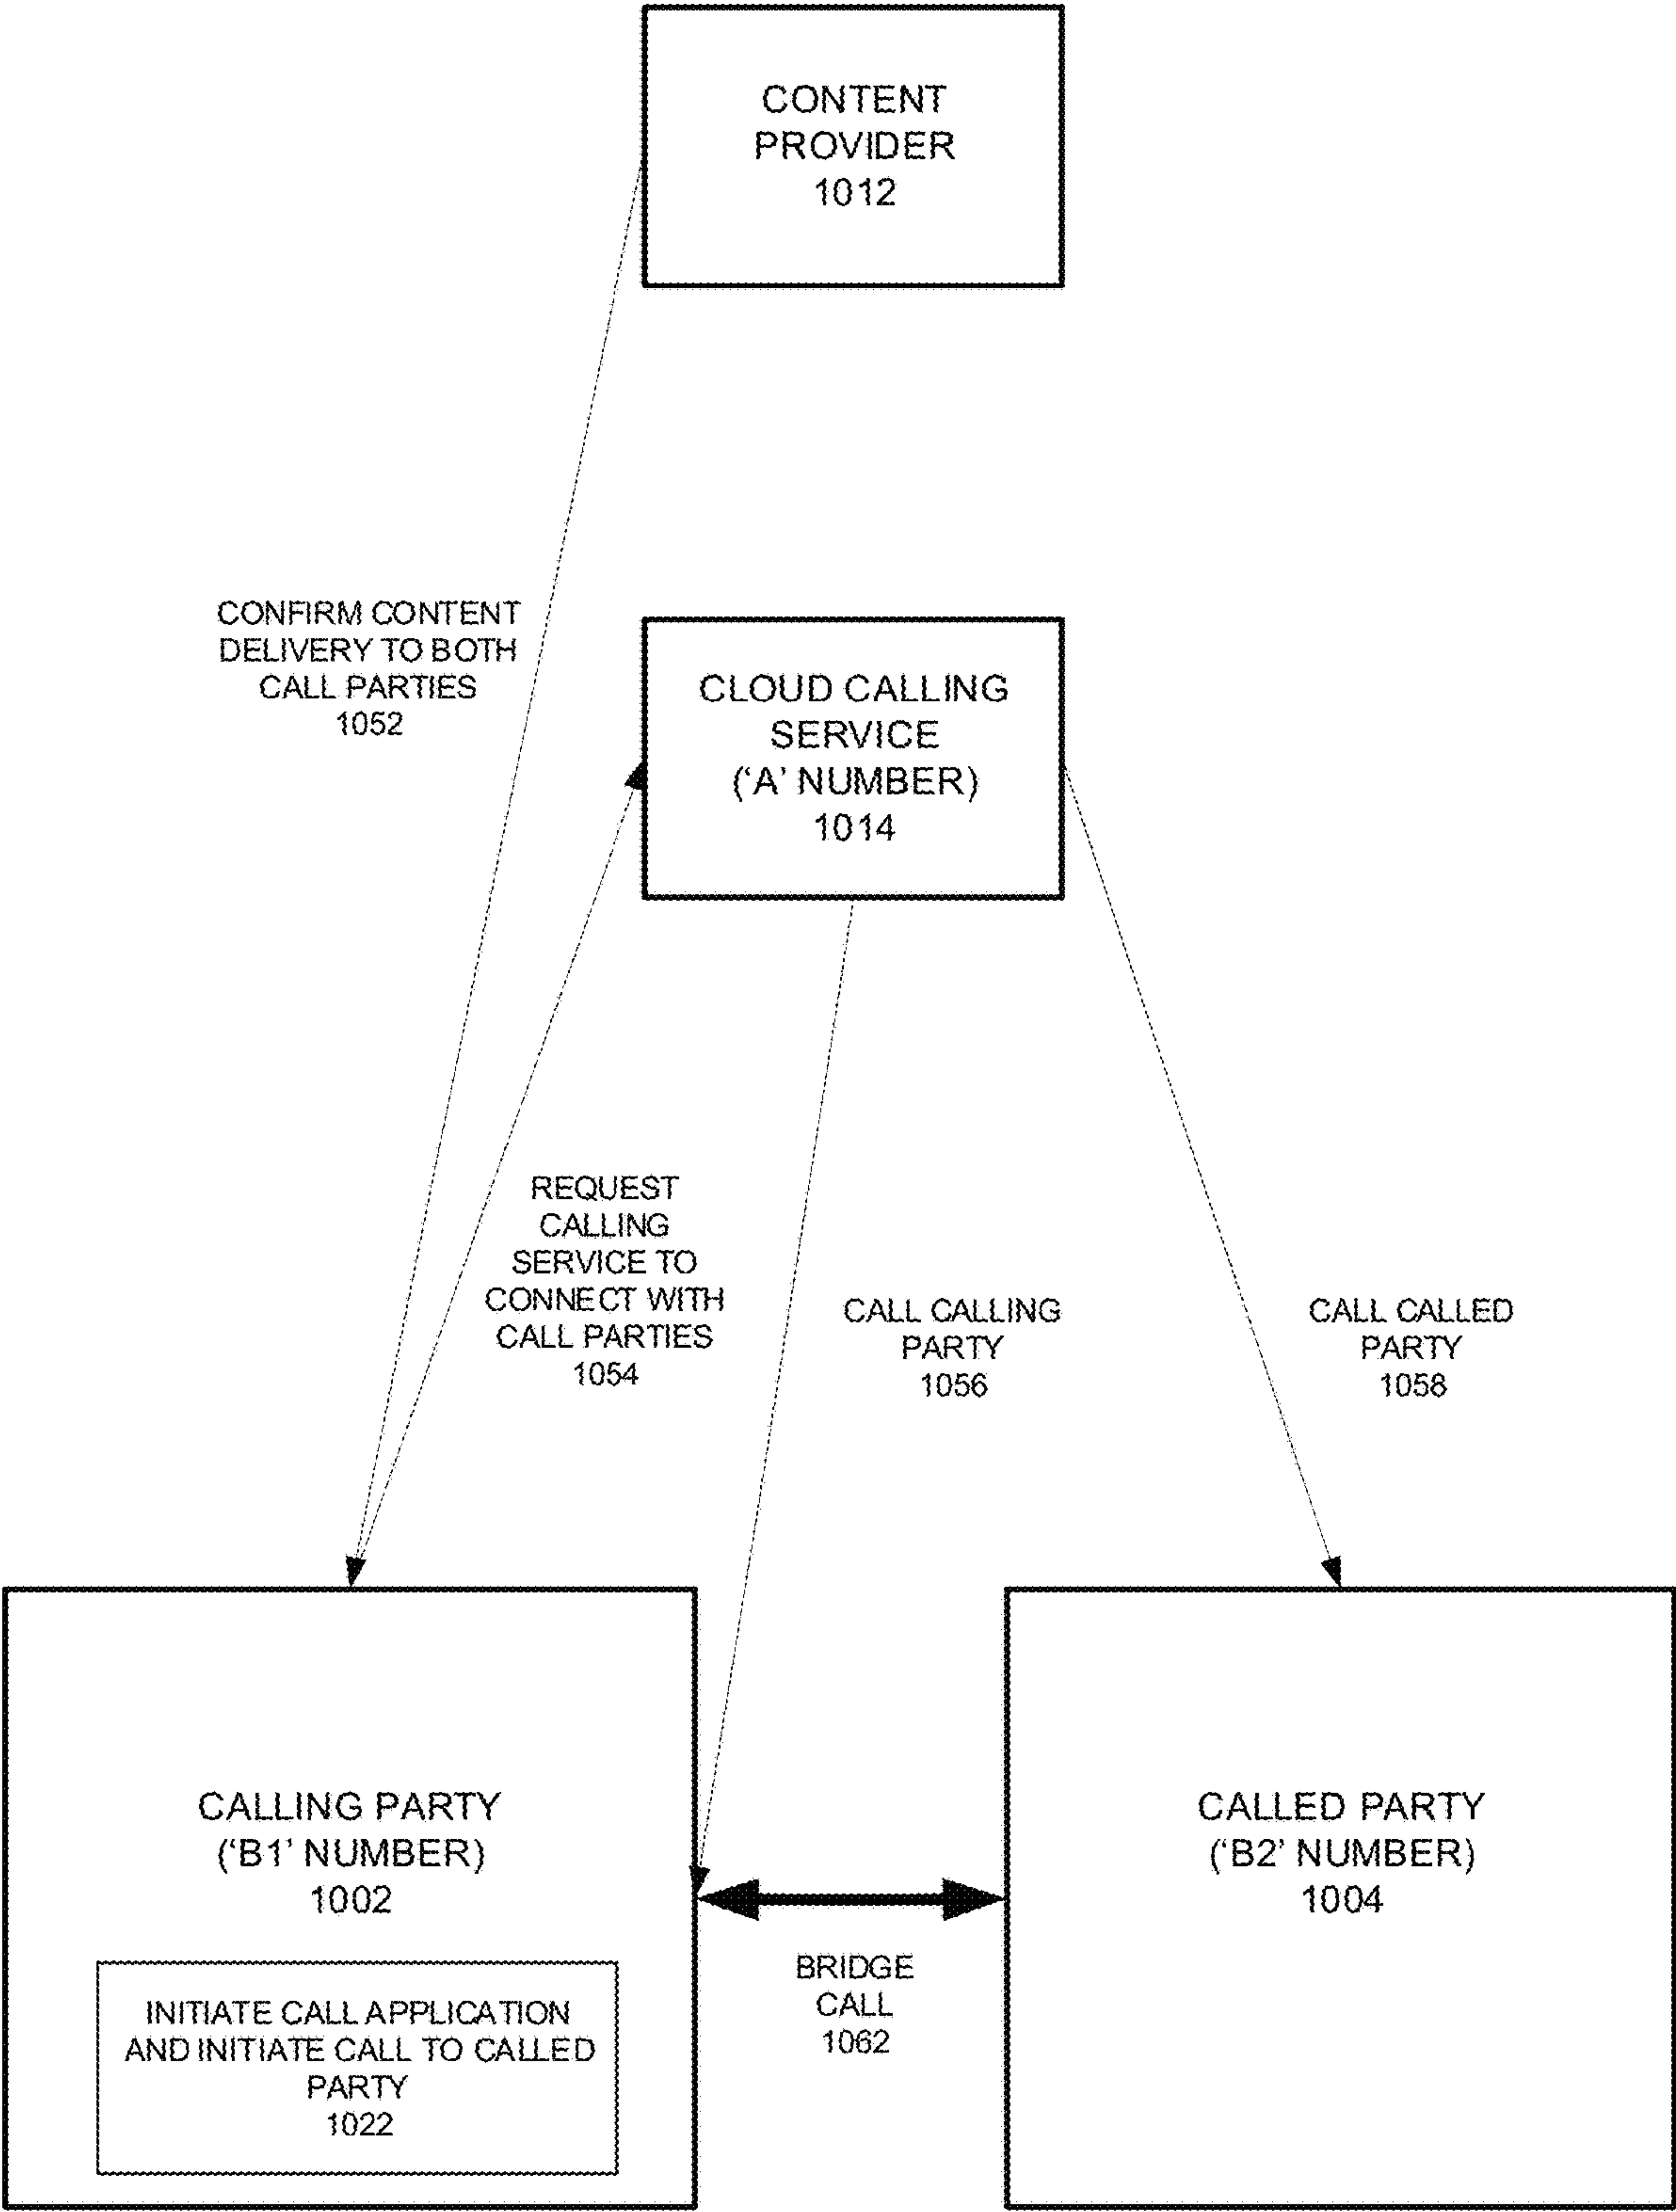 CONTENT
PROVIDER
1012
CONFIRM CONTENT
DELIVERY TO BOTH
CALL PARTIES
1052
CLOUD CALLING
SERVICE
(‘A’ NUMBER)
1014
REQUEST
CALLING
SERVICE TO
CONNECT WITH
CALL PARTIES
1054
CALL CALLING
PARTY
1056
CALL CALLED
PARTY
1058
CALLING PARTY
(‘B1’ NUMBER)
1002
INITIATE CALL APPLICATION
AND INITIATE CALL TO CALLED
PARTY
1022
BRIDGE
CALL
1062
CALLED PARTY
(‘B2’ NUMBER)
1004